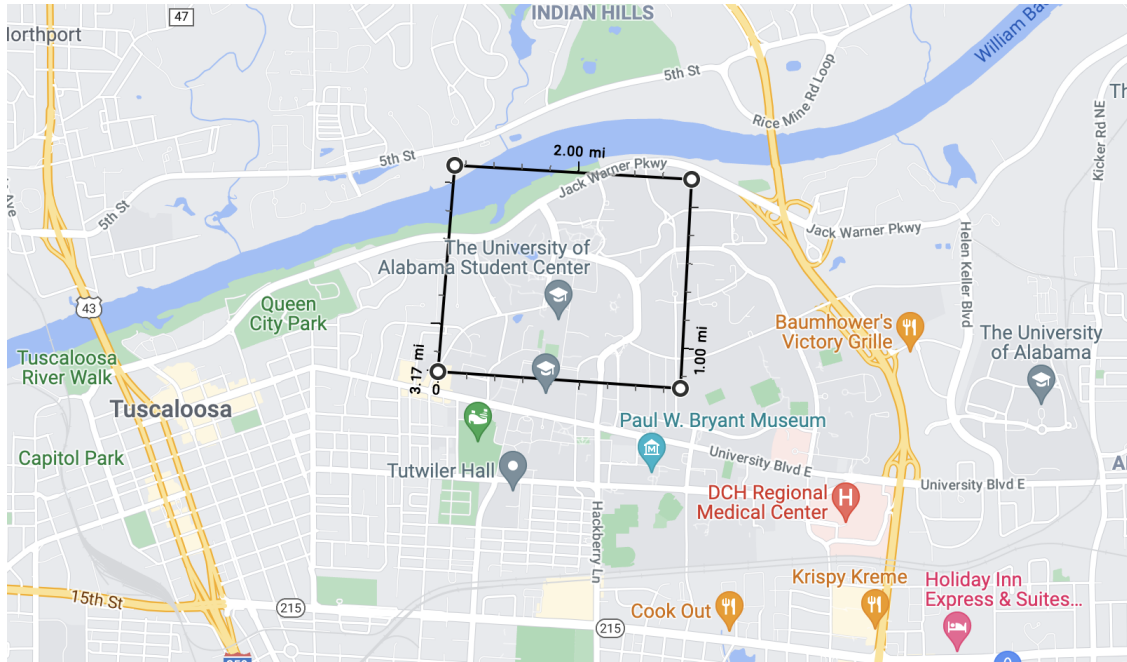 INDIAN HILLS
47
William Ba
5th St
Rice Mine Rd Loop
Kicker Rd NE
5th St
2.00 mi
Jack Warner Pkwy
5th St
Jack Warner Pkwy
Helen Keller Blvd
The University of
Alabama Student Center
43
Queen
City Park
1.00 mi
Baumhower's
Victory Grille
The University
of Alabama
Tuscaloosa
River Walk
3.17 mi
0
Tuscaloosa
Paul W. Bryant Museum
Capitol Park
Tutwiler Hall
University Blvd E
DCH Regional
Medical Center
H
University Blvd E
Hackberry Ln
Krispy Kreme
Holiday Inn
Express & Suites...
15th St
215
Cook Out
215